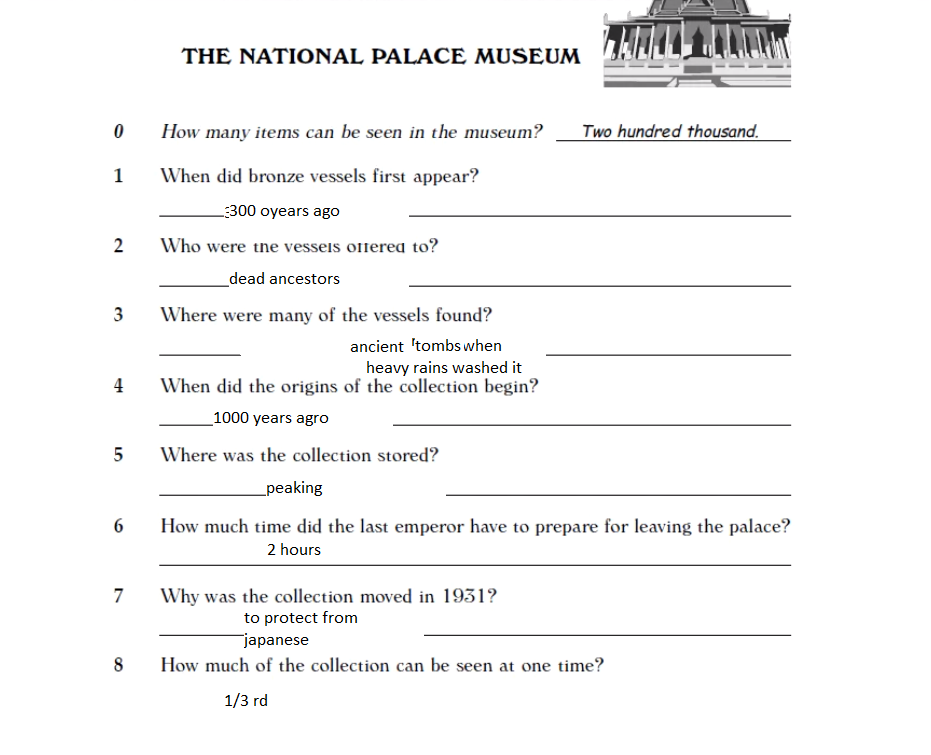 THE NATIONAL PALACE MUSEUM
0 How many items can be seen in the museum? Two hundred thousand.
1 When did bronze vessels first appear?
300 oyears ago
2 Who were the vessels offered to?
dead ancestors
3 Where were many of the vessels found?
ancient 'tombs when
heavy rains washed it
4 When did the origins of the collection begin?
1000 years agro
5 Where was the collection stored?
peaking
6 How much time did the last emperor have to prepare for leaving the palace?
2 hours
7 Why was the collection moved in 1931?
to protect from
japanese
8 How much of the collection can be seen at one time?
1/3 rd